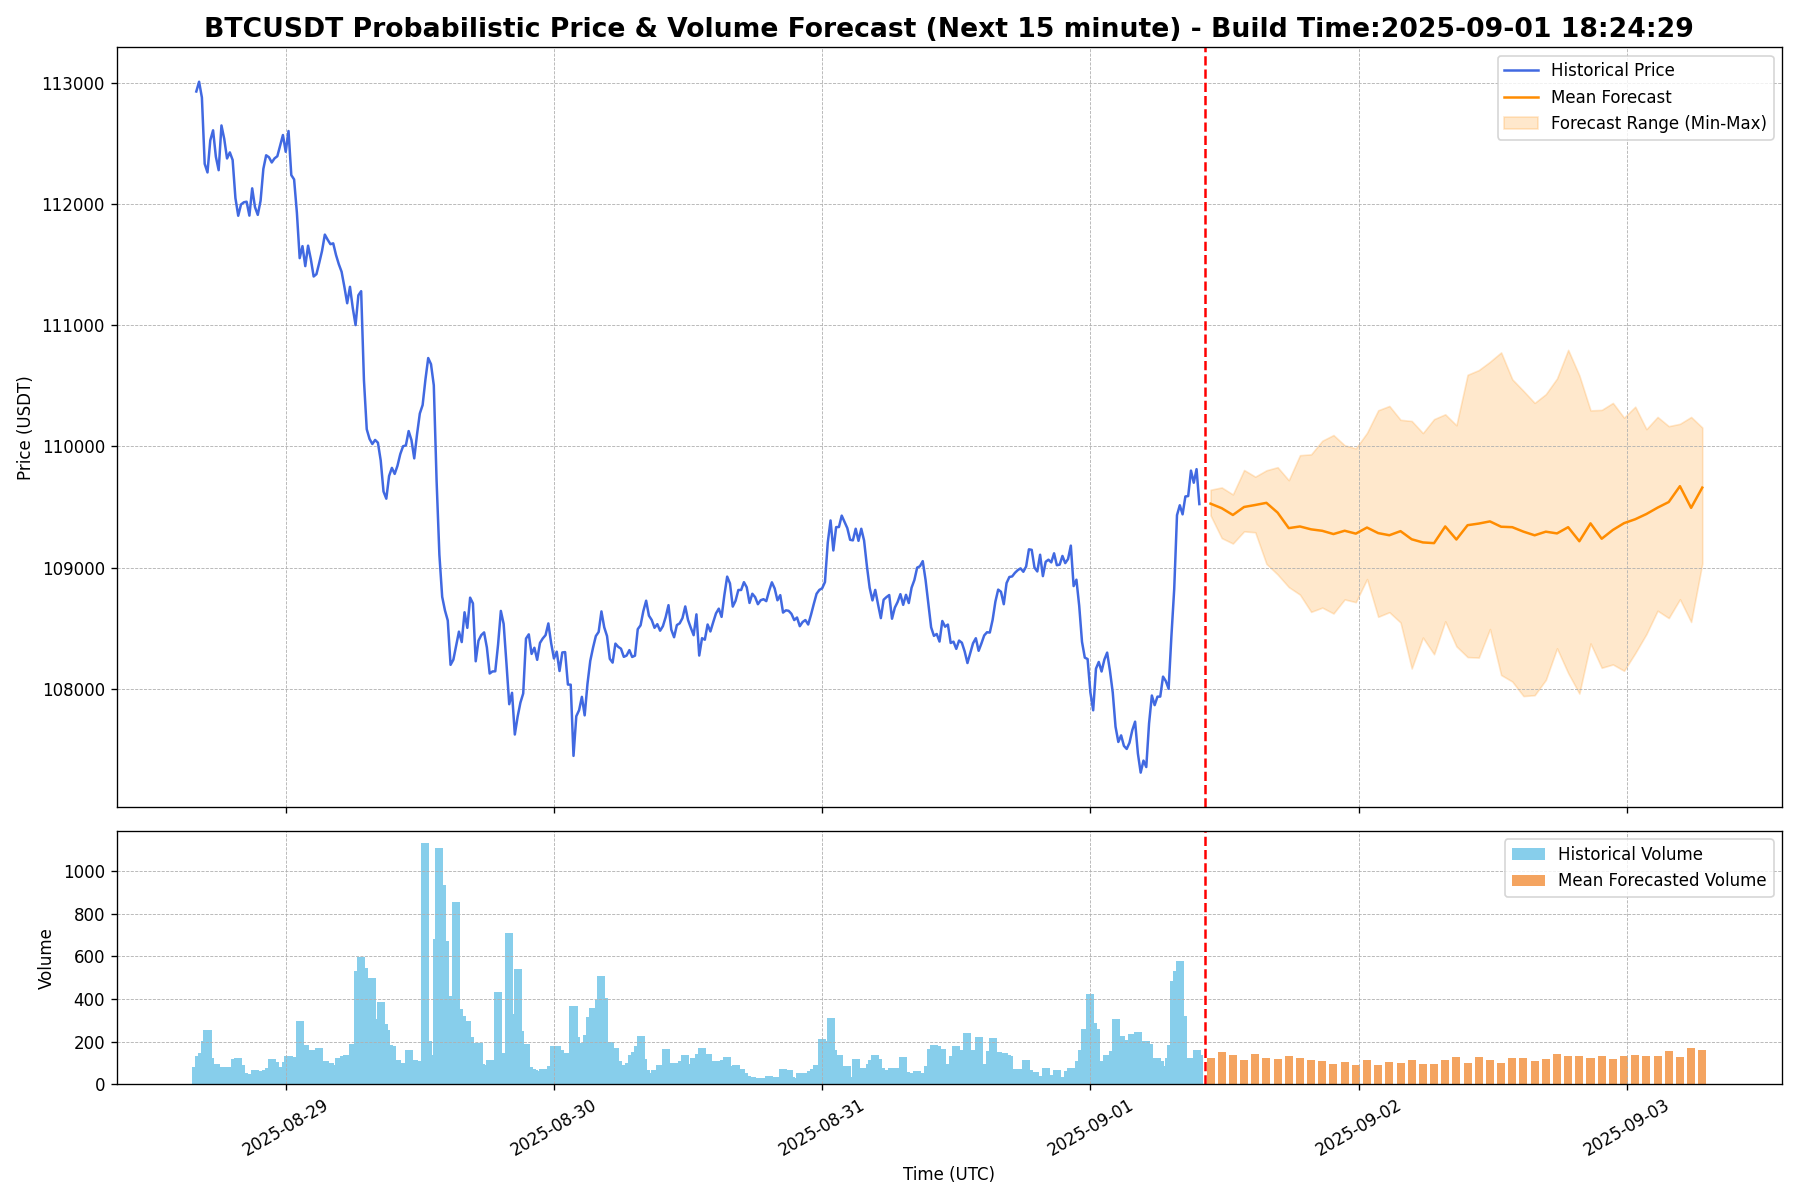 BTCUSDT Probabilistic Price & Volume Forecast (Next 15 minute) - Build Time:2025-09-01 18:24:29
Historical Price
Mean Forecast
Forecast Range (Min-Max)
113000
112000
111000
110000
109000
108000
Price (USDT)
Historical Volume
Mean Forecasted Volume
1000
800
600
400
200
0
Volume
2025-08-29
2025-08-30
2025-08-31
2025-09-01
2025-09-02
2025-09-03
Time (UTC)